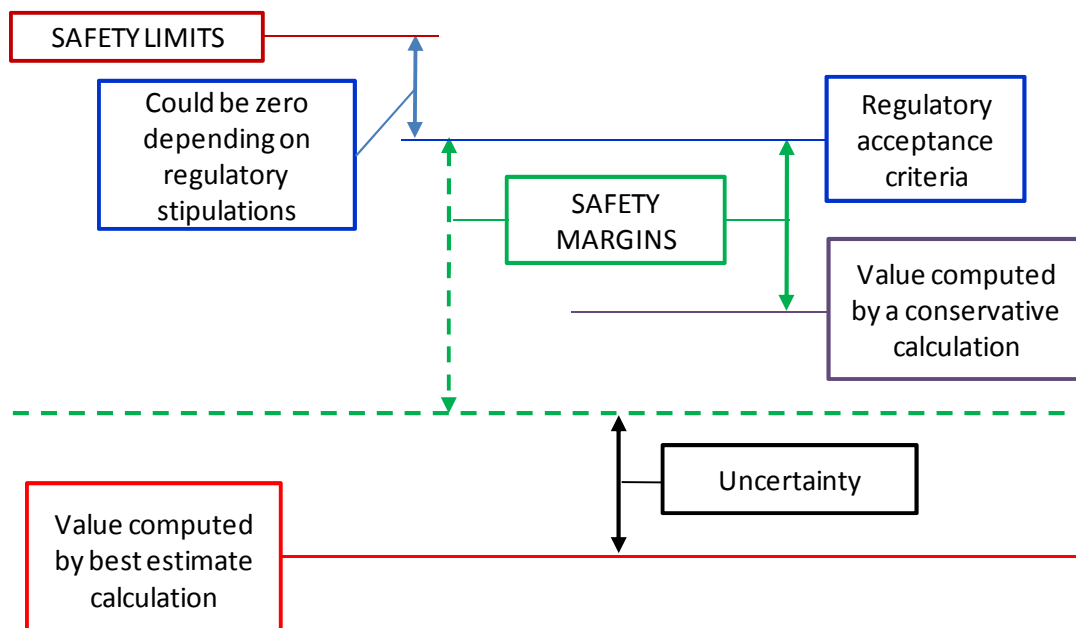 SAFETY LIMITS
Could be zero
depending on
regulatory
stipulations
Regulatory
acceptance
criteria
SAFETY
MARGINS
Value computed
by a conservative
calculation
Uncertainty
Value computed
by best estimate
calculation